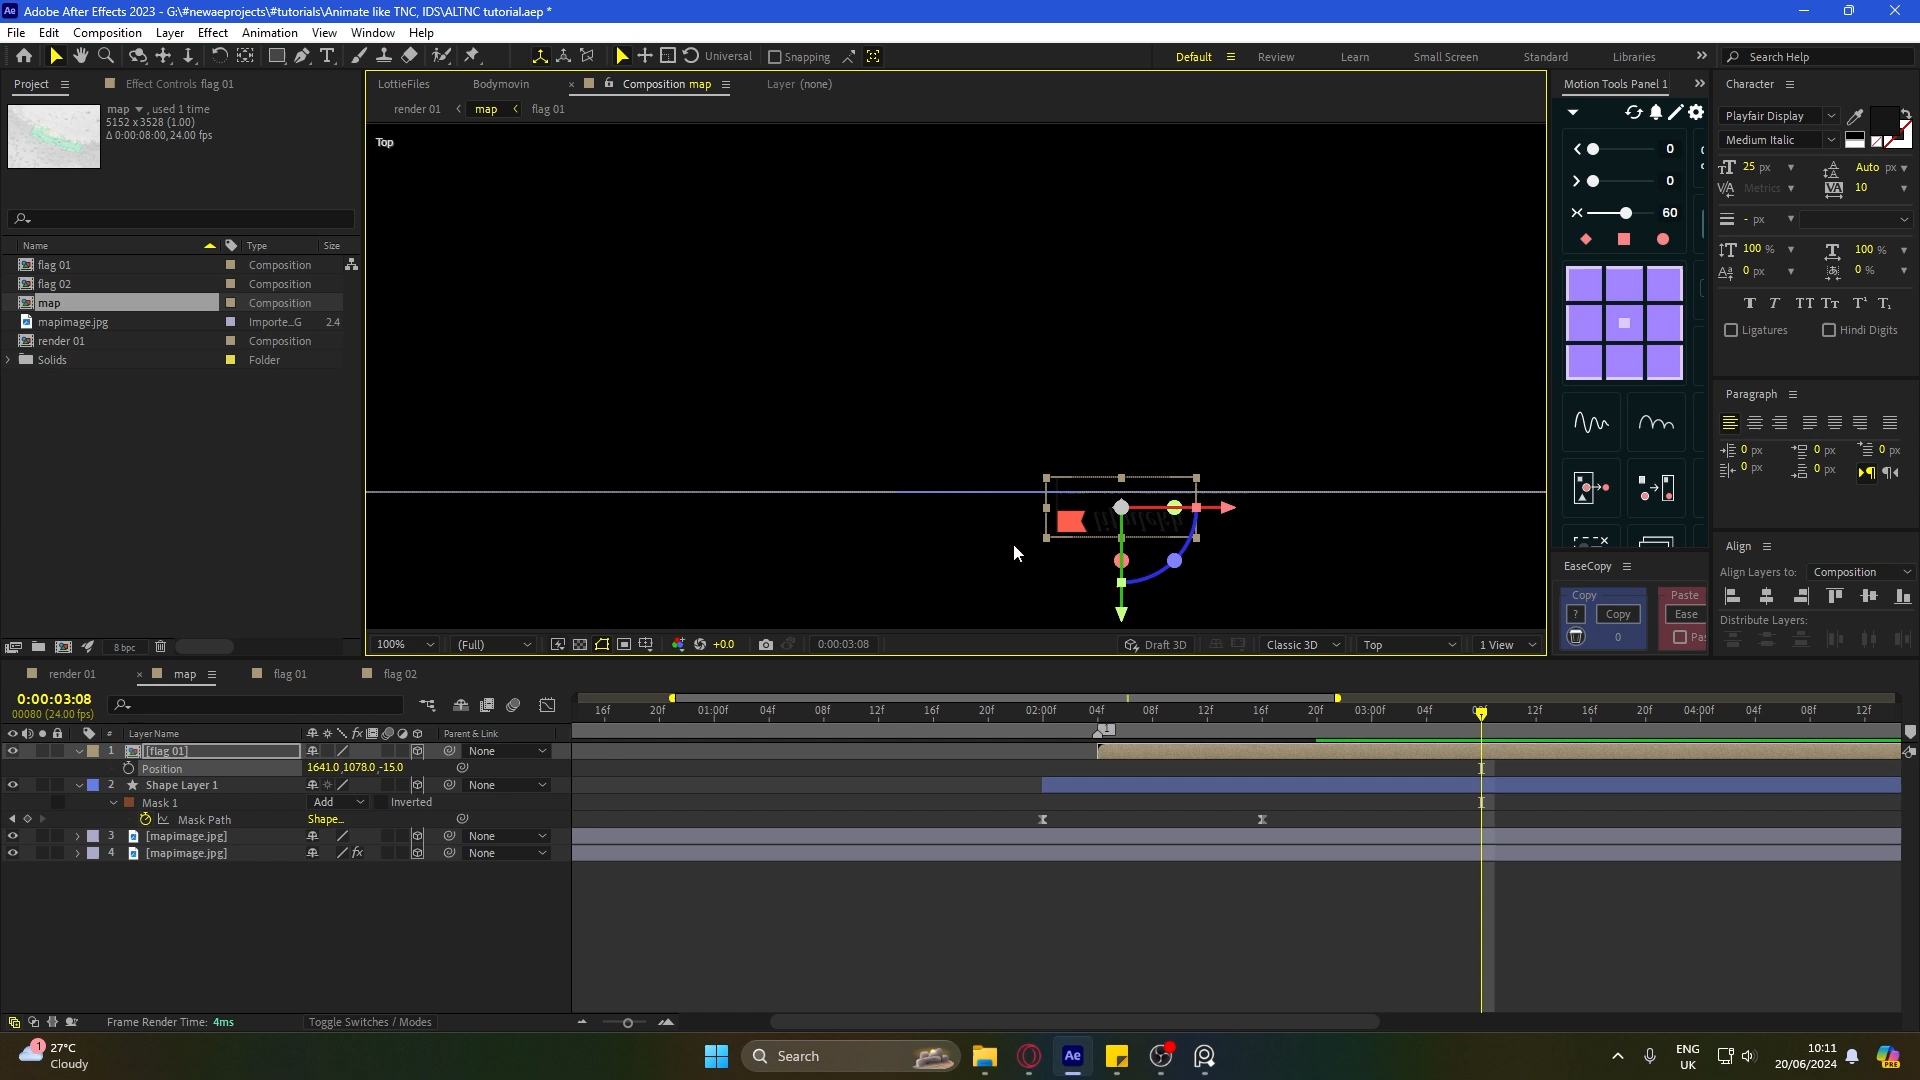 Adobe After Effects 2023 - G:\#newaeprojects\#tutorials\Animate like TNC, IDS\ALTNC tutorial.aep *
File Edit Composition Layer Effect Animation View Window Help
Universal Snapping Default Review Learn Small Screen Standard Libraries Search Help
Project Effect Controls flag 01
map , used 1 time
5152 x 3528 (1.00)
Δ 0:00:08:00, 24.00 fps
Name Type Size
flag 01 Composition
flag 02 Composition
map Composition
mapimage.jpg Importe...G 2.4
render 01 Composition
Solids Folder
8 bpc
LottieFiles Bodymovin Composition map Layer (none)
render 01 map flag 01
Top
100% (Full) +0.0 0:00:03:08 Draft 3D Classic 3D Top 1 View
Motion Tools Panel 1
0
0
60
EaseCopy
Copy Paste
? Copy Ease
0 Pas
Character
Playfair Display
Medium Italic
25 px Auto px
Metrics 10
- px
100 % 100 %
0 px 0 %
Ligatures Hindi Digits
Paragraph
0 px 0 px 0 px
0 px 0 px
Align
Align Layers to: Composition
Distribute Layers:
render 01 map flag 01 flag 02
0:00:03:08
00080 (24.00 fps)
16f 20f 01:00f 04f 08f 12f 16f 20f 02:00f 04f 08f 12f 16f 20f 03:00f 04f 12f 16f 20f 04:00f 04f 08f 12f
# Layer Name Parent & Link
1 [flag 01] None
Position 1641.0,1078.0,-15.0
2 Shape Layer 1 None
Mask 1 Add Inverted
Mask Path Shape...
3 [mapimage.jpg] None
4 [mapimage.jpg] None
1
Frame Render Time: 4ms Toggle Switches / Modes
1
27°C
Cloudy
Search
ENG
UK
10:11
20/06/2024